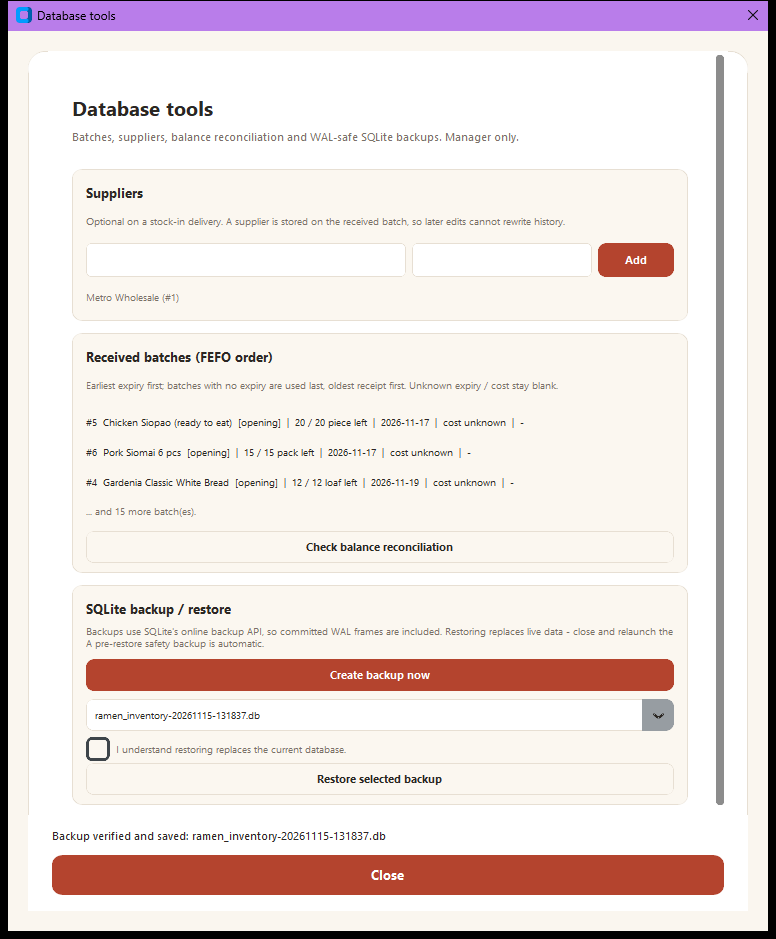 Database tools
Database tools
Batches, suppliers, balance reconciliation and WAL-safe SQLite backups. Manager only.
Suppliers
Optional on a stock-in delivery. A supplier is stored on the received batch, so later edits cannot rewrite history.
Add
Metro Wholesale (#1)
Received batches (FEFO order)
Earliest expiry first; batches with no expiry are used last, oldest receipt first. Unknown expiry / cost stay blank.
#5 Chicken Siopao (ready to eat) [opening] | 20 / 20 piece left | 2026-11-17 | cost unknown | -
#6 Pork Siomai 6 pcs [opening] | 15 / 15 pack left | 2026-11-17 | cost unknown | -
#4 Gardenia Classic White Bread [opening] | 12 / 12 loaf left | 2026-11-19 | cost unknown | -
... and 15 more batch(es).
Check balance reconciliation
SQLite backup / restore
Backups use SQLite's online backup API, so committed WAL frames are included. Restoring replaces live data - close and relaunch the
A pre-restore safety backup is automatic.
Create backup now
ramen_inventory-20261115-131837.db
I understand restoring replaces the current database.
Restore selected backup
Backup verified and saved: ramen_inventory-20261115-131837.db
Close